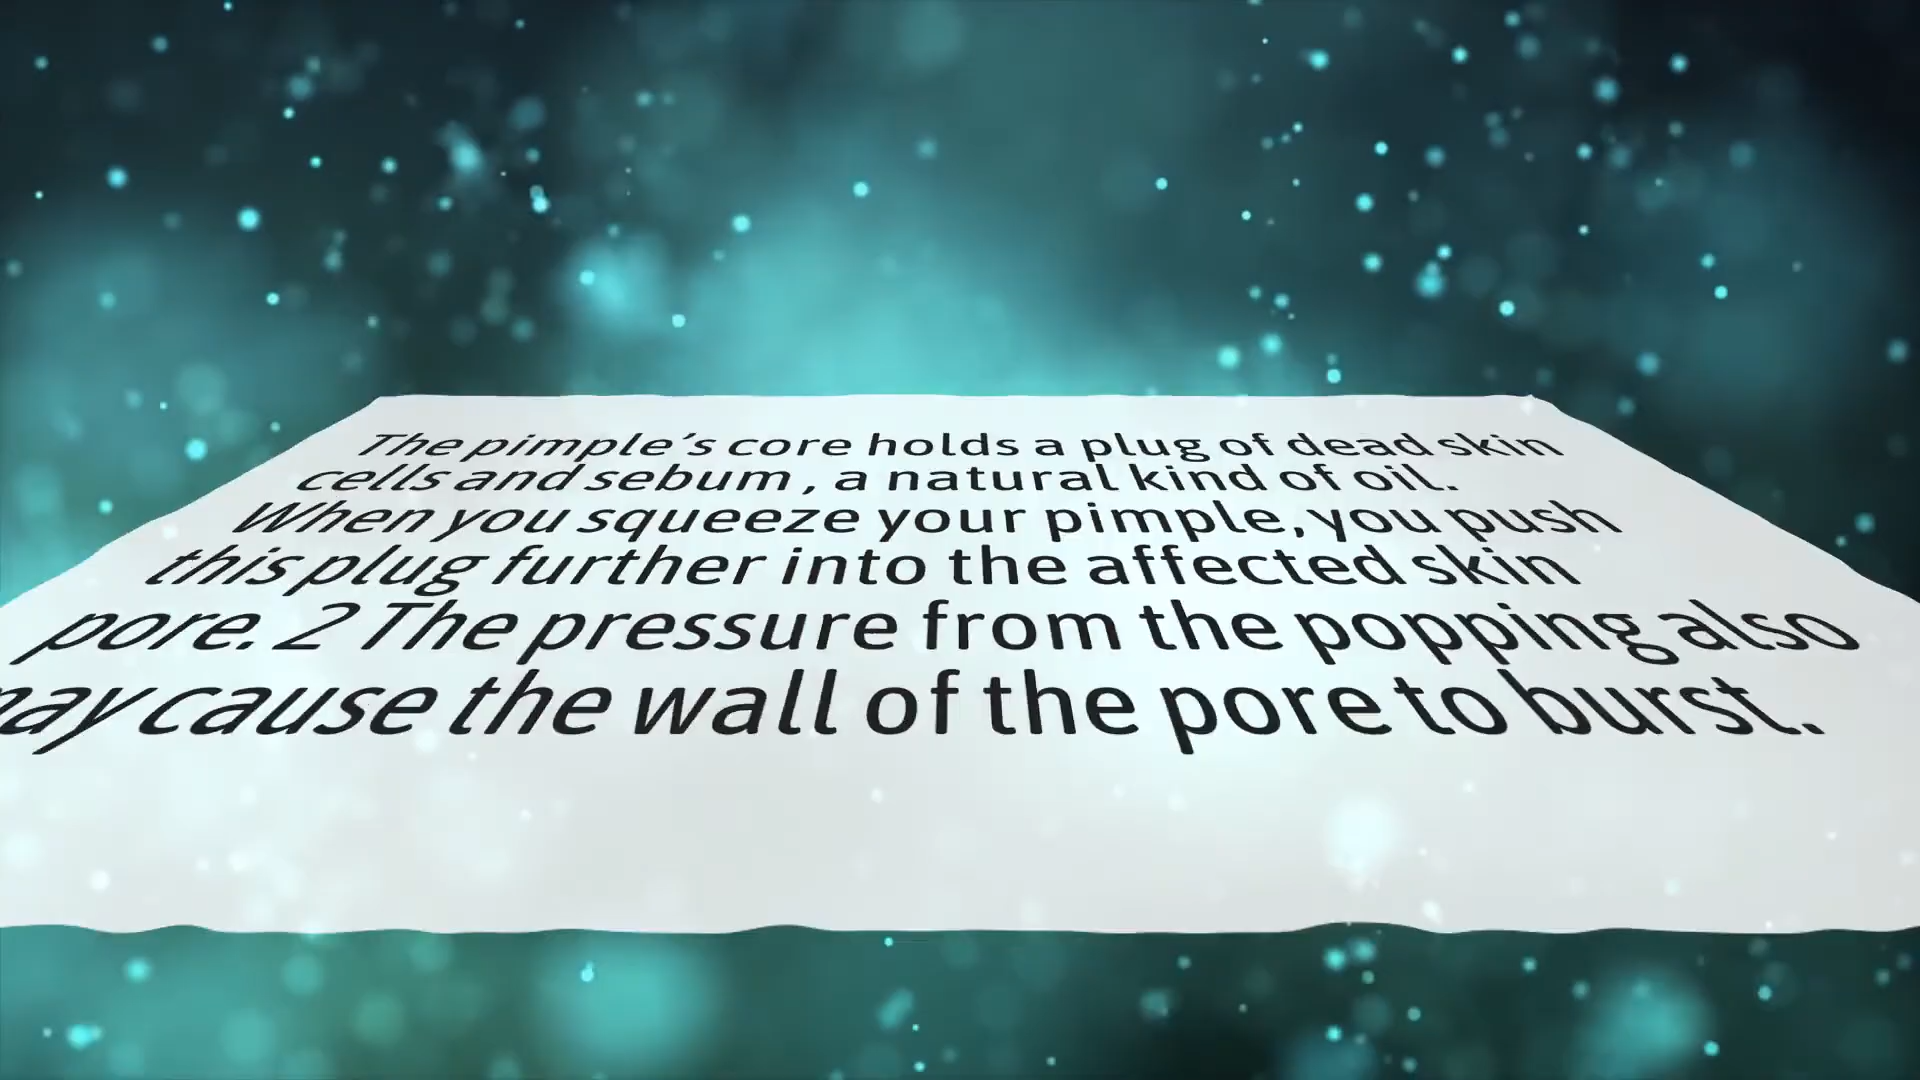 The pimple’s core holds a plug of dead skin
cells and sebum , a natural kind of oil.
When you squeeze your pimple, you push
this plug further into the affected skin
pore. 2 The pressure from the popping also
cause the wall of the pore to burst.